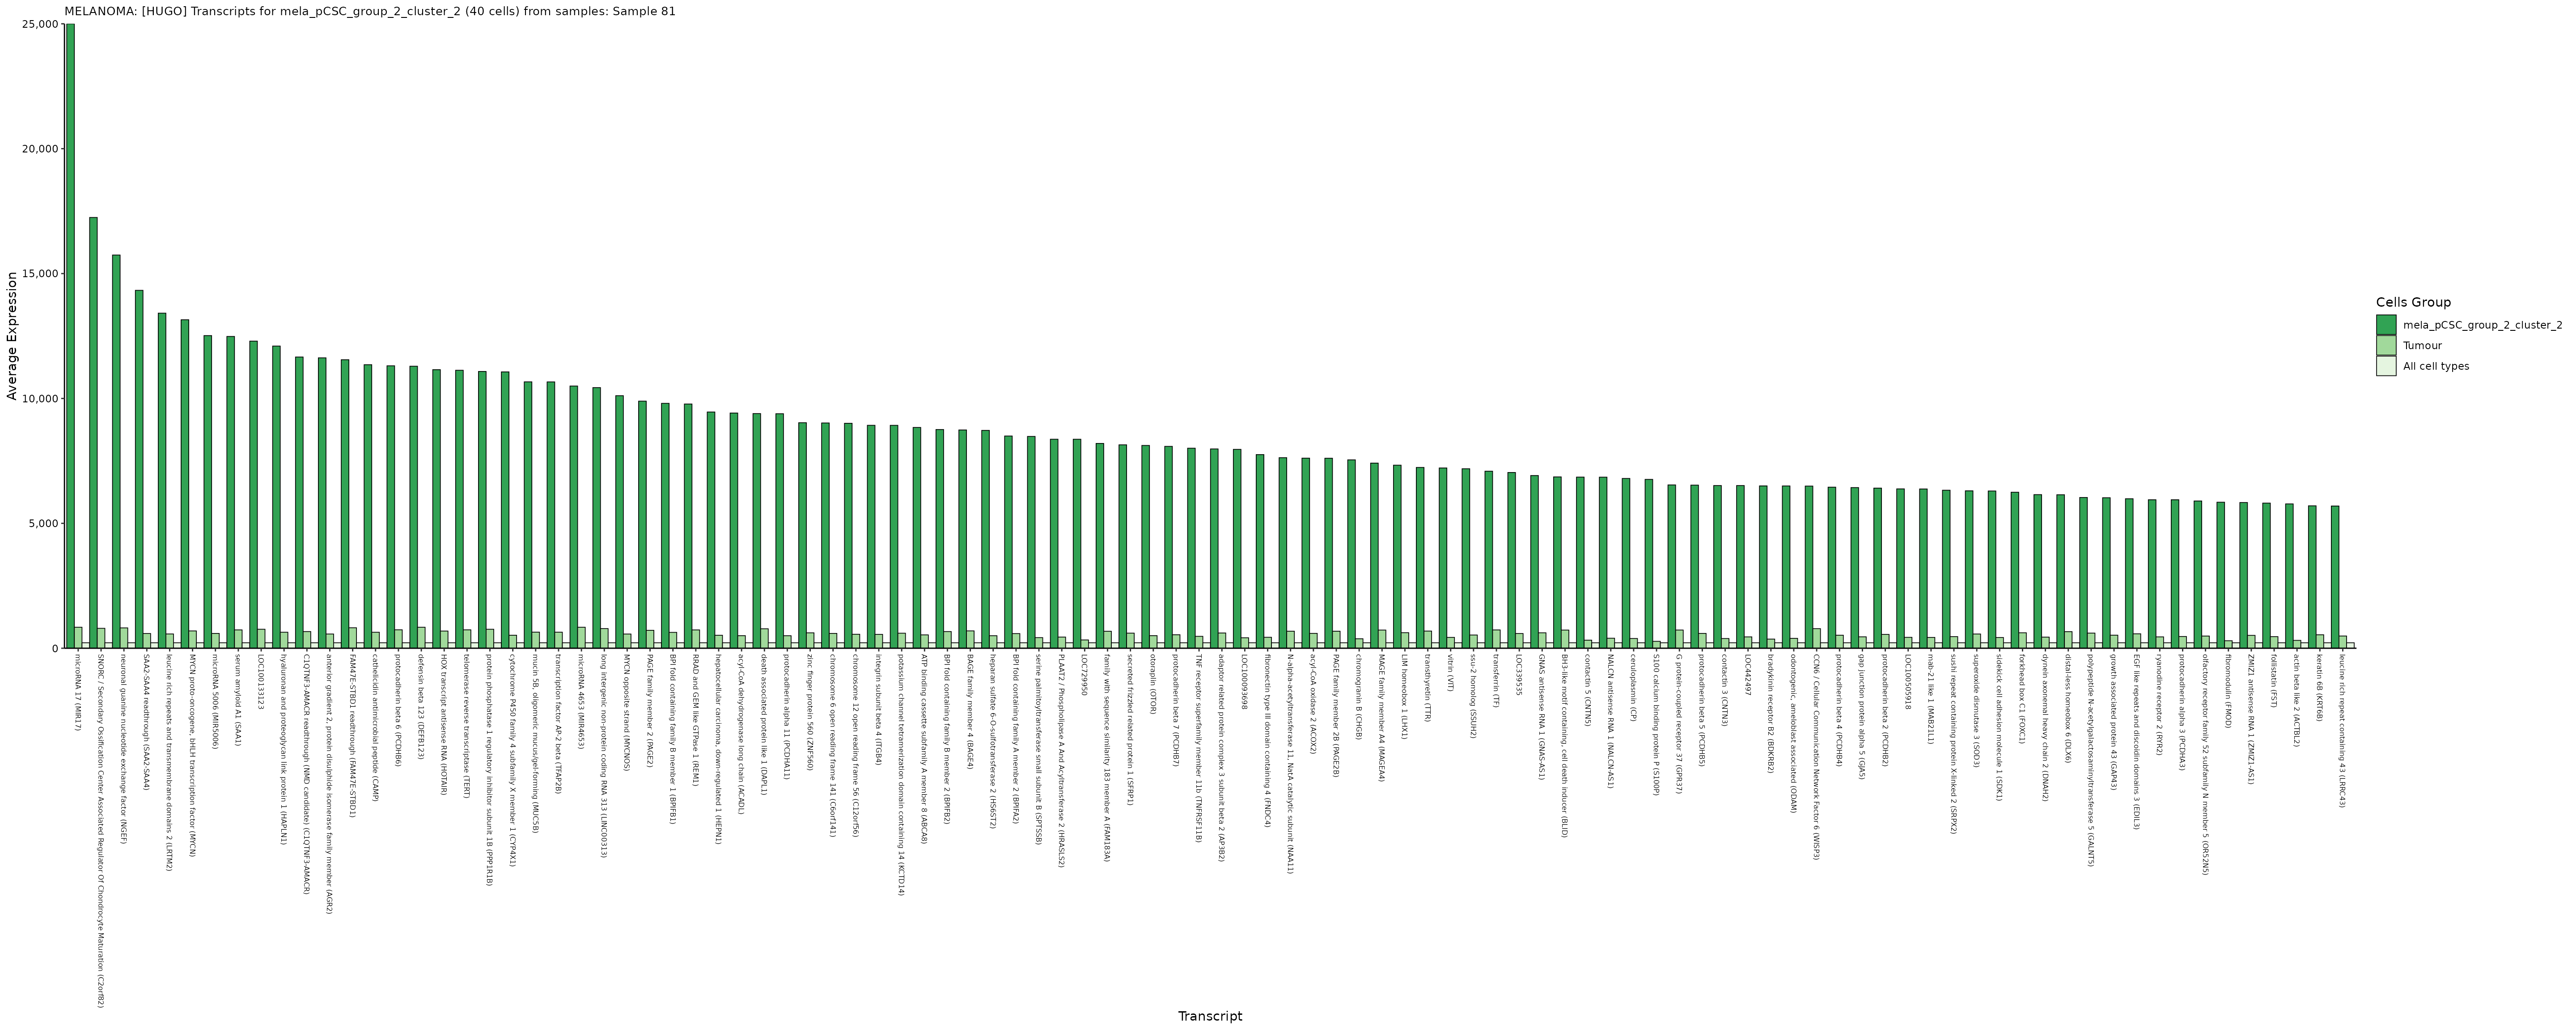 MELANOMA: [HUGO] Transcripts for mela_pCSC_group_2_cluster_2 (40 cells) from samples: Sample 81
Average Expression
25,000
20,000
15,000
10,000
5,000
0
microRNA 17 (MIR17)
SNORC / Secondary Ossification Center Associated Regulator Of Chondrocyte Maturation (C2orf82)
neuronal guanine nucleotide exchange factor (NGEF)
SAA2-SAA4 readthrough (SAA2-SAA4)
leucine rich repeats and transmembrane domains 2 (LRTM2)
MYCN proto-oncogene, bHLH transcription factor (MYCN)
microRNA 5006 (MIR5006)
serum amyloid A1 (SAA1)
LOC100133123
hyaluronan and proteoglycan link protein 1 (HAPLN1)
C1QTNF3-AMACR readthrough (NMD candidate) (C1QTNF3-AMACR)
anterior gradient 2, protein disulphide isomerase family member (AGR2)
FAM47E-STBD1 readthrough (FAM47E-STBD1)
cathelicidin antimicrobial peptide (CAMP)
protocadherin beta 6 (PCDHB6)
defensin beta 123 (DEFB123)
HOX transcript antisense RNA (HOTAIR)
telomerase reverse transcriptase (TERT)
protein phosphatase 1 regulatory inhibitor subunit 1B (PPP1R1B)
cytochrome P450 family 4 subfamily X member 1 (CYP4X1)
mucin 5B, oligomeric mucus/gel-forming (MUC5B)
transcription factor AP-2 beta (TFAP2B)
microRNA 4653 (MIR4653)
long intergenic non-protein coding RNA 313 (LINC00313)
MYCN opposite strand (MYCNOS)
PAGE family member 2 (PAGE2)
BPI fold containing family B member 1 (BPIFB1)
RRAD and GEM like GTPase 1 (REM1)
hepatocellular carcinoma, down-regulated 1 (HEPN1)
acyl-CoA dehydrogenase long chain (ACADL)
death associated protein like 1 (DAPL1)
protocadherin alpha 11 (PCDHA11)
zinc finger protein 560 (ZNF560)
chromosome 6 open reading frame 141 (C6orf141)
chromosome 12 open reading frame 56 (C12orf56)
integrin subunit beta 4 (ITGB4)
potassium channel tetramerization domain containing 14 (KCTD14)
ATP binding cassette subfamily A member 8 (ABCA8)
BPI fold containing family B member 2 (BPIFB2)
BAGE family member 4 (BAGE4)
heparan sulfate 6-O-sulfotransferase 2 (HS6ST2)
BPI fold containing family A member 2 (BPIFA2)
serine palmitoyltransferase small subunit B (SPTSSB)
PLAAT2 / Phospholipase A And Acyltransferase 2 (HRASLS2)
LOC729950
family with sequence similarity 183 member A (FAM183A)
secreted frizzled related protein 1 (SFRP1)
otoraplin (OTOR)
protocadherin beta 7 (PCDHB7)
TNF receptor superfamily member 11b (TNFRSF11B)
adaptor related protein complex 3 subunit beta 2 (AP3B2)
LOC100093698
fibronectin type III domain containing 4 (FNDC4)
N-alpha-acetyltransferase 11, NatA catalytic subunit (NAA11)
acyl-CoA oxidase 2 (ACOX2)
PAGE family member 2B (PAGE2B)
chromogranin B (CHGB)
MAGE family member A4 (MAGEA4)
LIM homeobox 1 (LHX1)
transthyretin (TTR)
vitrin (VIT)
ssu-2 homolog (SSUH2)
transferrin (TF)
LOC339535
GNAS antisense RNA 1 (GNAS-AS1)
BH3-like motif containing, cell death inducer (BLID)
contactin 5 (CNTN5)
NALCN antisense RNA 1 (NALCN-AS1)
ceruloplasmin (CP)
S100 calcium binding protein P (S100P)
G protein-coupled receptor 37 (GPR37)
protocadherin beta 5 (PCDHB5)
contactin 3 (CNTN3)
LOC442497
bradykinin receptor B2 (BDKRB2)
odontogenic, ameloblast associated (ODAM)
CCN6 / Cellular Communication Network Factor 6 (WISP3)
protocadherin beta 4 (PCDHB4)
gap junction protein alpha 5 (GJA5)
protocadherin beta 2 (PCDHB2)
LOC100505918
mab-21 like 1 (MAB21L1)
sushi repeat containing protein X-linked 2 (SRPX2)
superoxide dismutase 3 (SOD3)
sidekick cell adhesion molecule 1 (SDK1)
forkhead box C1 (FOXC1)
dynein axonemal heavy chain 2 (DNAH2)
distal-less homeobox 6 (DLX6)
polypeptide N-acetylgalactosaminyltransferase 5 (GALNT5)
growth associated protein 43 (GAP43)
EGF like repeats and discoidin domains 3 (EDIL3)
ryanodine receptor 2 (RYR2)
protocadherin alpha 3 (PCDHA3)
olfactory receptor family 52 subfamily N member 5 (OR52N5)
fibromodulin (FMOD)
ZMIZ1 antisense RNA 1 (ZMIZ1-AS1)
follistatin (FST)
actin beta like 2 (ACTBL2)
keratin 6B (KRT6B)
leucine rich repeat containing 43 (LRRC43)
Transcript
Cells Group
mela_pCSC_group_2_cluster_2
Tumour
All cell types